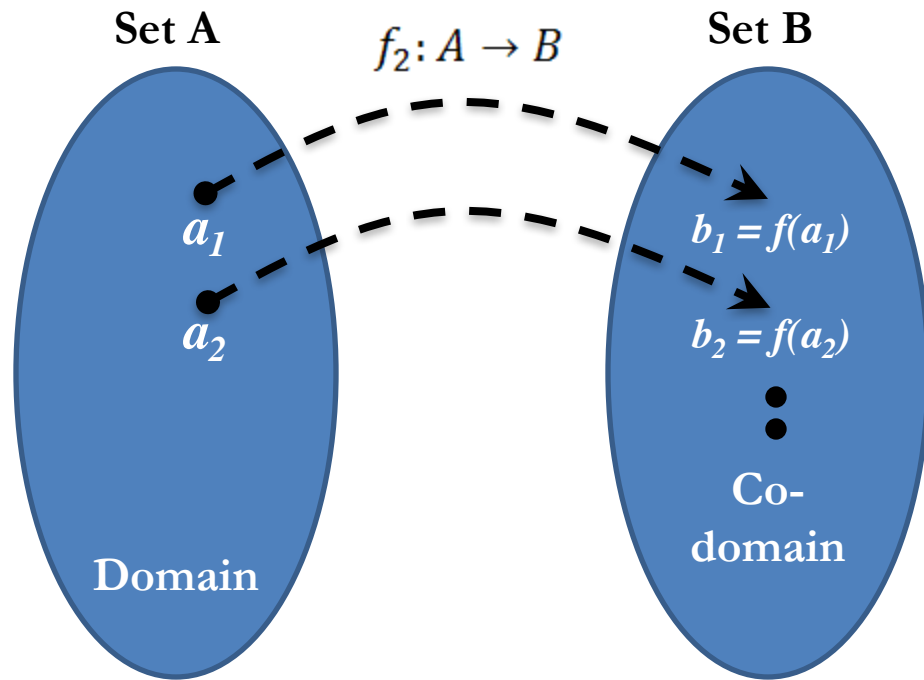 Set A
Set B
f₂: A → B
a₁
b₁ = f(a₁)
a₂
b₂ = f(a₂)
Co-
domain
Domain